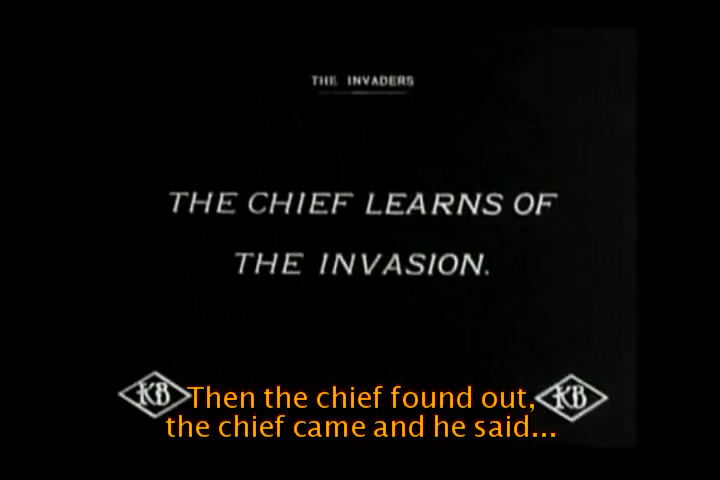 THE INVADERS
THE CHIEF LEARNS OF
THE INVASION.
KB
KB
Then the chief found out,
the chief came and he said...